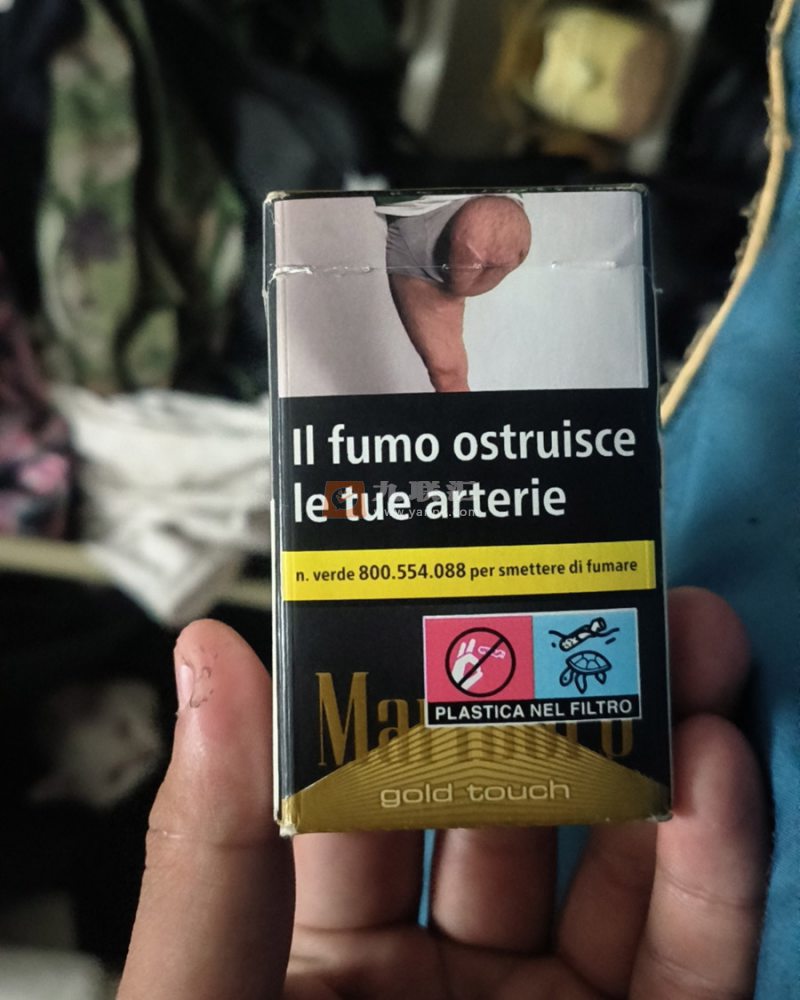 Il fumo ostruisce
le tue arterie
n. verde 800.554.088 per smettere di fumare
PLASTICA NEL FILTRO
gold touch